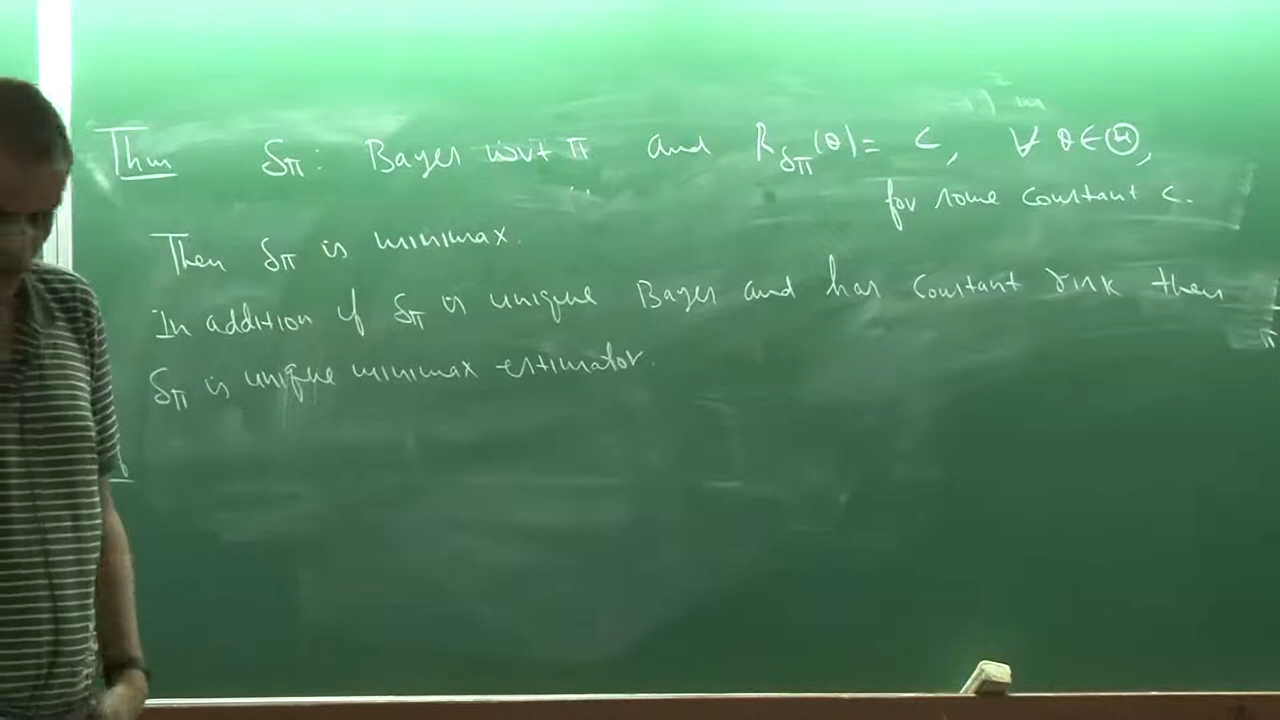 Thm δπ: Bayes wrt π and R_δπ(θ) = c, ∀ θ ∈ Θ,
for some constant c.
Then δπ is minimax.
In addition if δπ is unique Bayes and has constant risk then
δπ is unique minimax estimator.
π